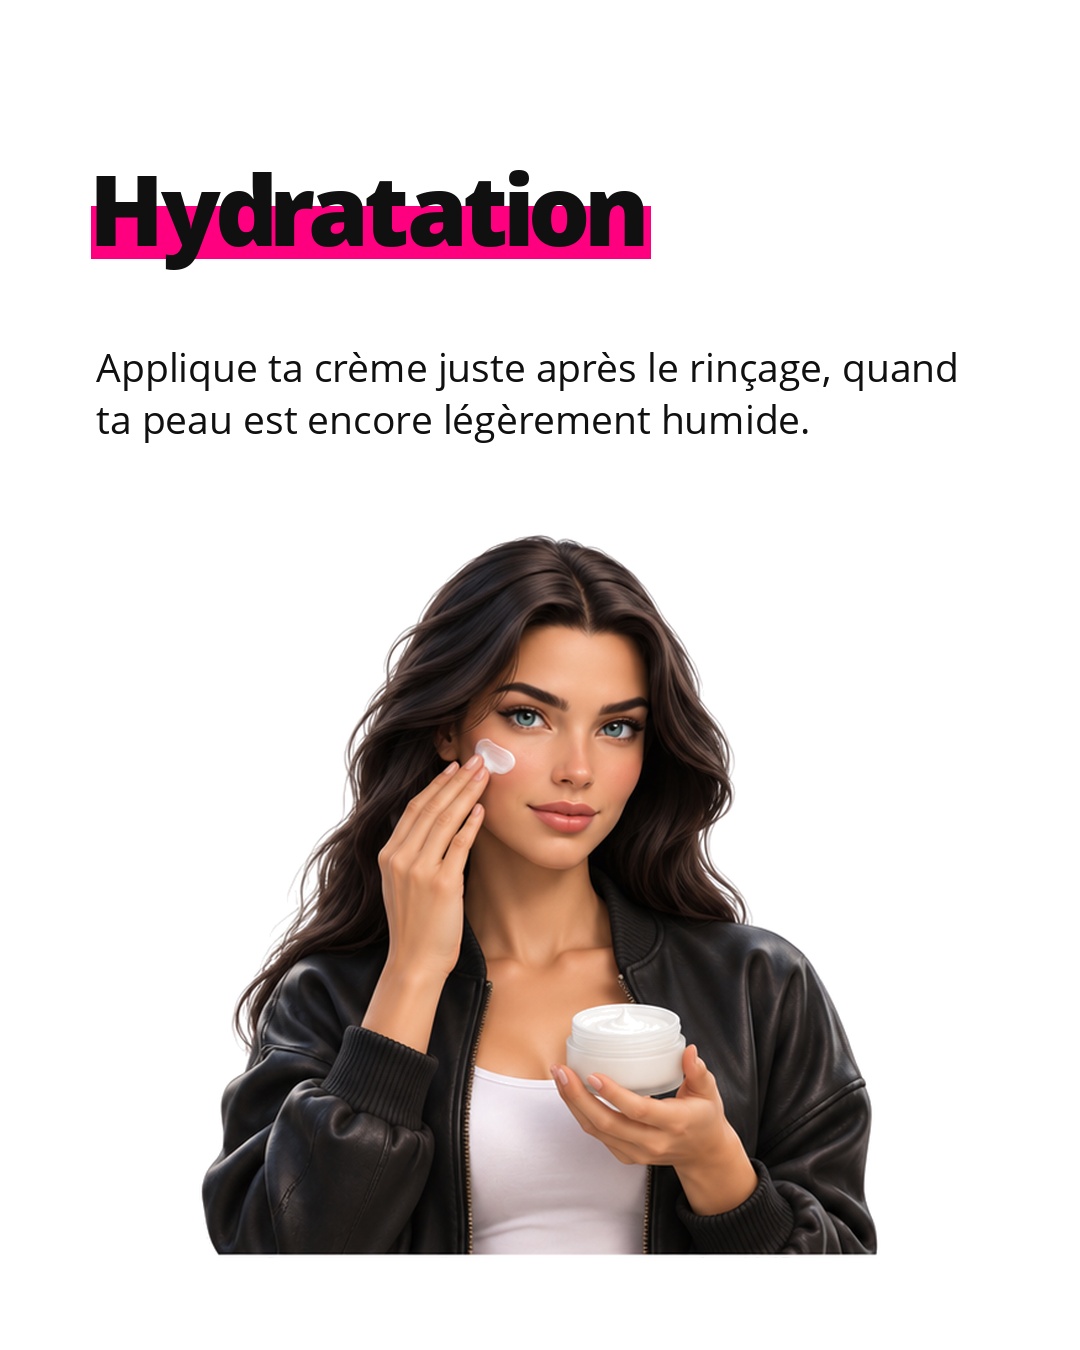 Hydratation
Applique ta crème juste après le rinçage, quand
ta peau est encore légèrement humide.